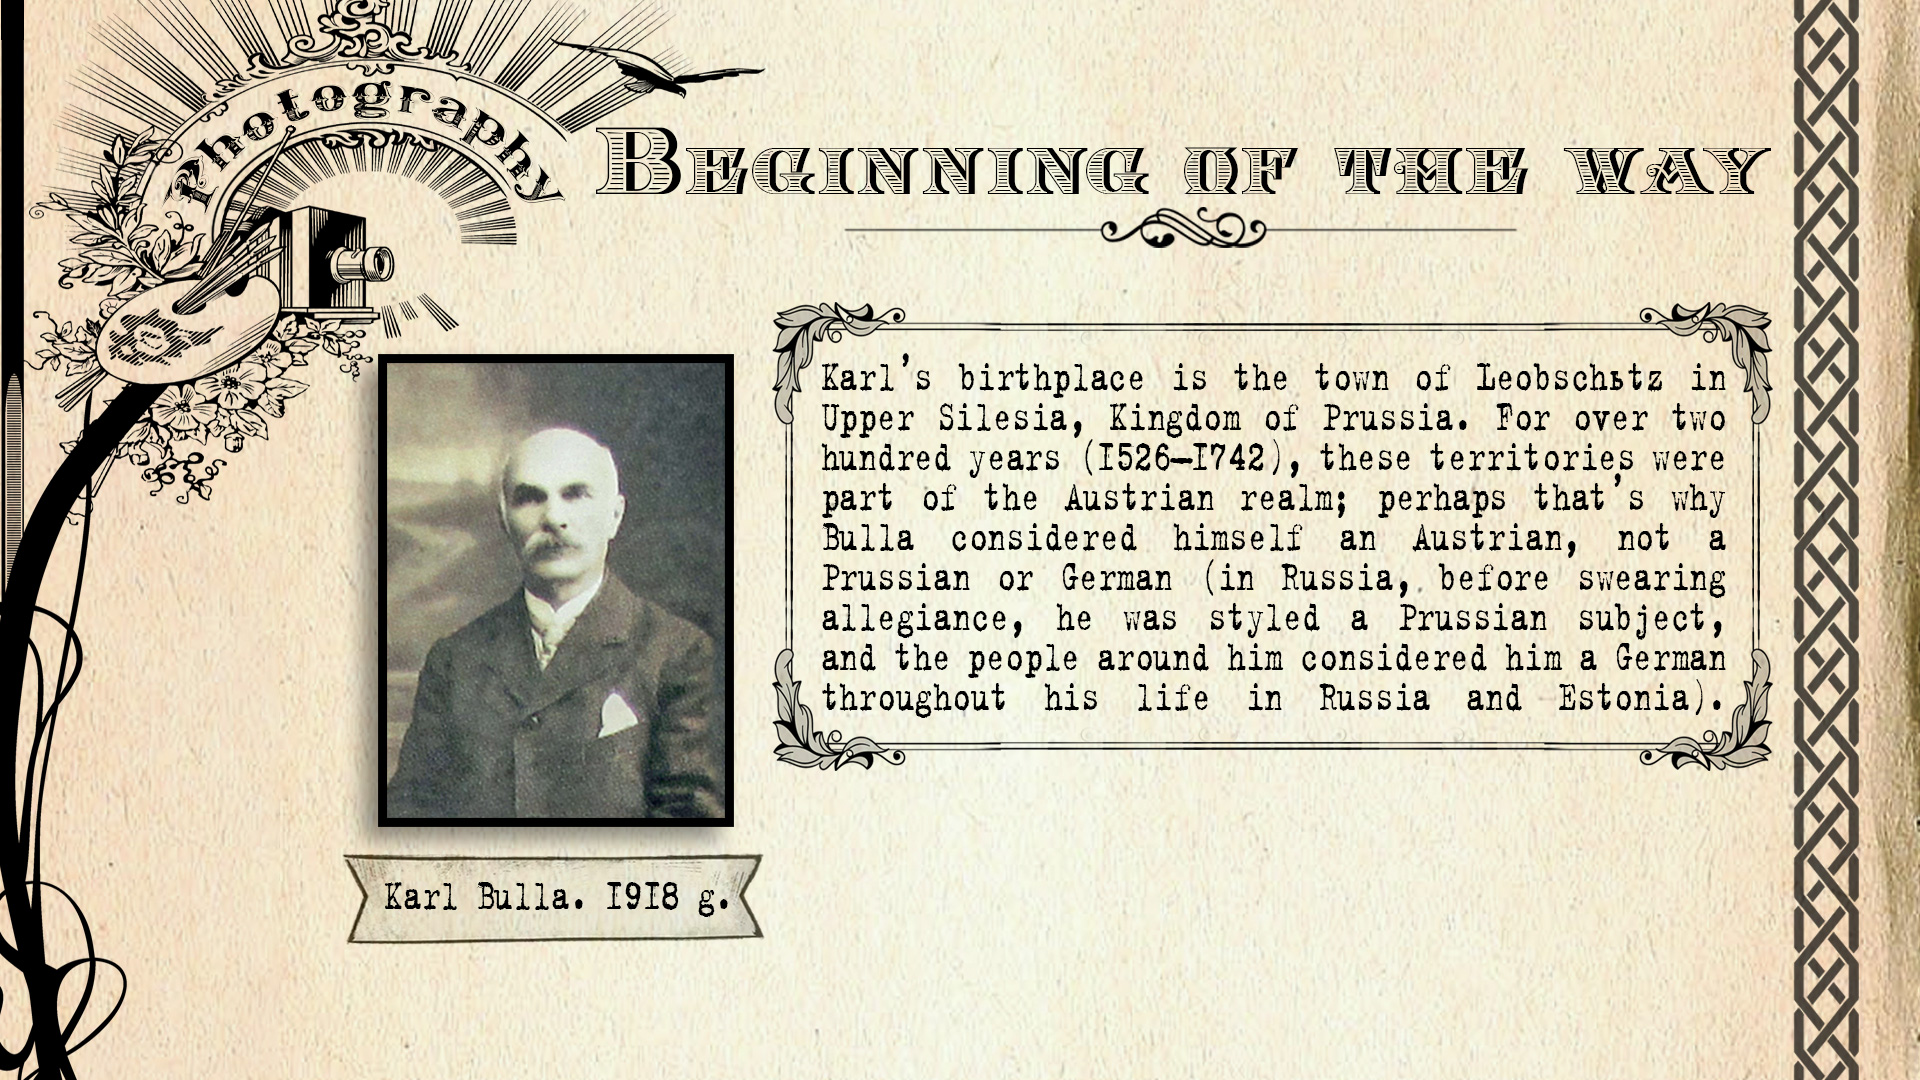 Photography
Beginning of the way
Karl's birthplace is the town of Leobschьtz in
Upper Silesia, Kingdom of Prussia. For over two
hundred years (1526–1742), these territories were
part of the Austrian realm; perhaps that's why
Bulla considered himself an Austrian, not a
Prussian or German (in Russia, before swearing
allegiance, he was styled a Prussian subject,
and the people around him considered him a German
throughout his life in Russia and Estonia).
Karl Bulla. 1918 g.